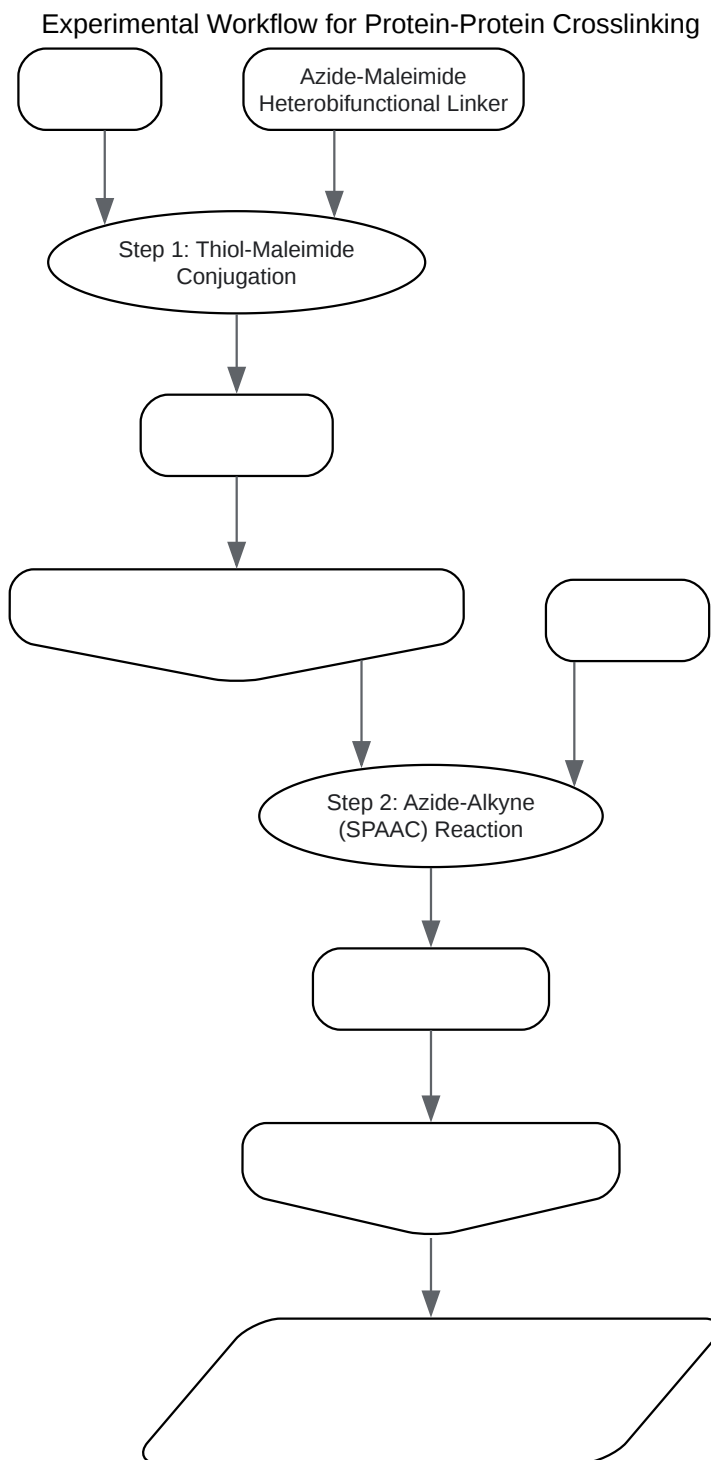 Experimental Workflow for Protein-Protein Crosslinking
Azide-Maleimide
Heterobifunctional Linker
Step 1: Thiol-Maleimide
Conjugation
Step 2: Azide-Alkyne
(SPAAC) Reaction